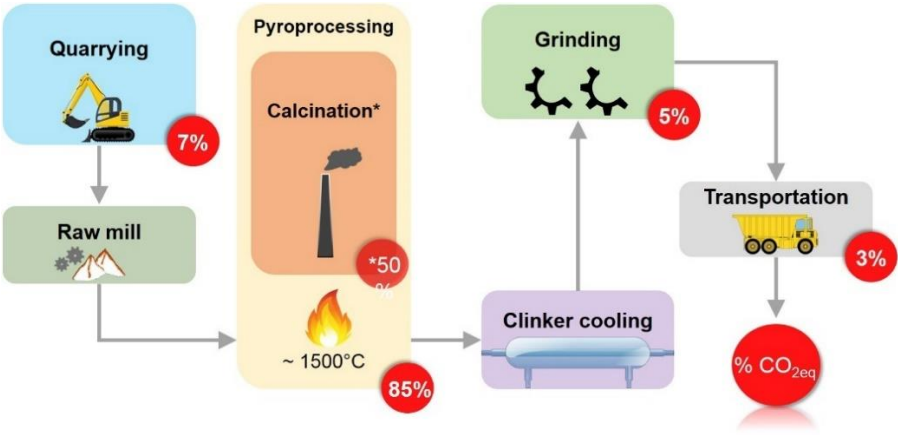 Quarrying
7%
Raw mill
Pyroprocessing
Calcination*
*50
%
~ 1500°C
85%
Clinker cooling
Grinding
5%
Transportation
3%
% CO₂eq